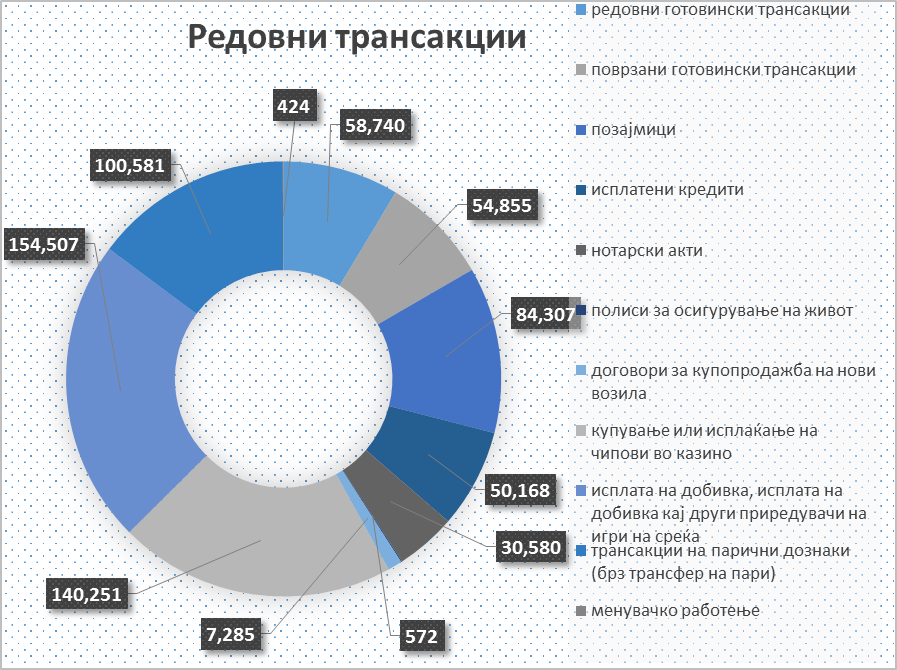 Редовни трансакции
424
58,740
100,581
54,855
154,507
84,307
50,168
30,580
140,251
7,285
572
редовни готовински трансакции
поврзани готовински трансакции
позајмици
исплатени кредити
нотарски акти
полиси за осигурување на живот
договори за купопродажба на нови
возила
купување или исплаќање на
чипови во казино
исплата на добивка, исплата на
добивка кај други приредувачи на
игри на среќа
трансакции на парични дознаки
(брз трансфер на пари)
менувачко работење